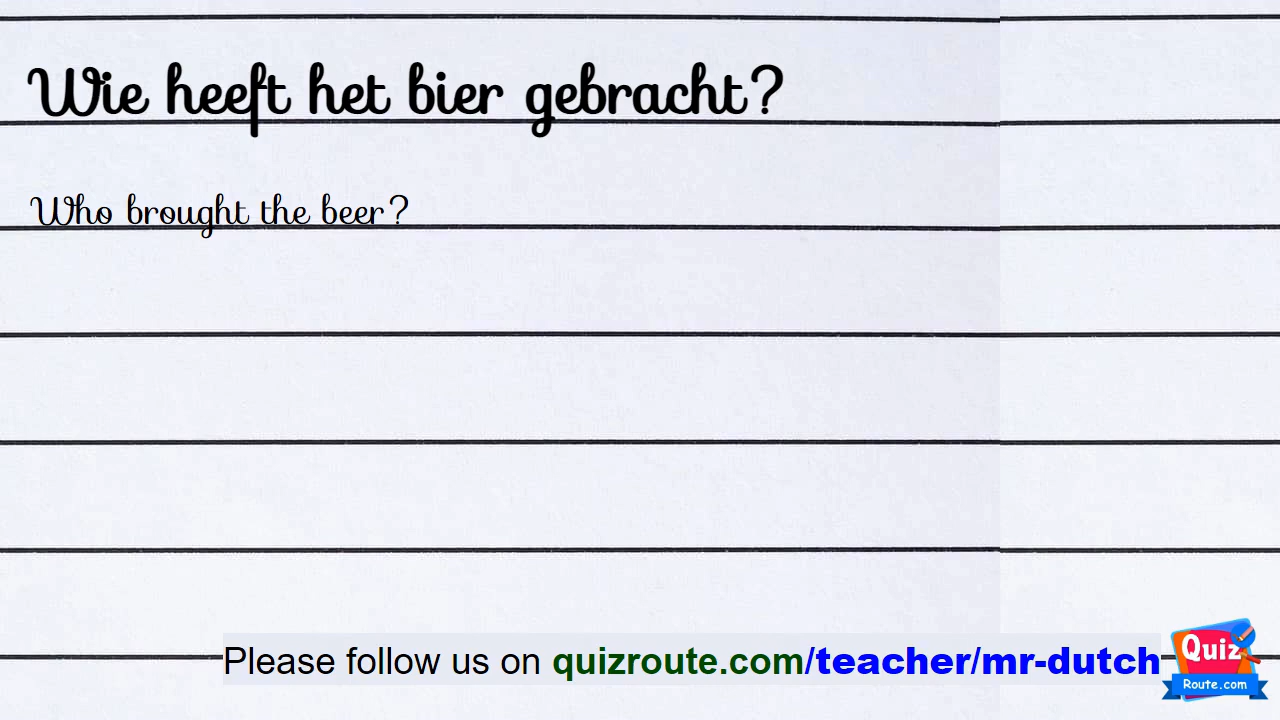 Wie heeft het bier gebracht?
Who brought the beer?
Please follow us on quizroute.com/teacher/mr-dutch
Quiz
Route.com